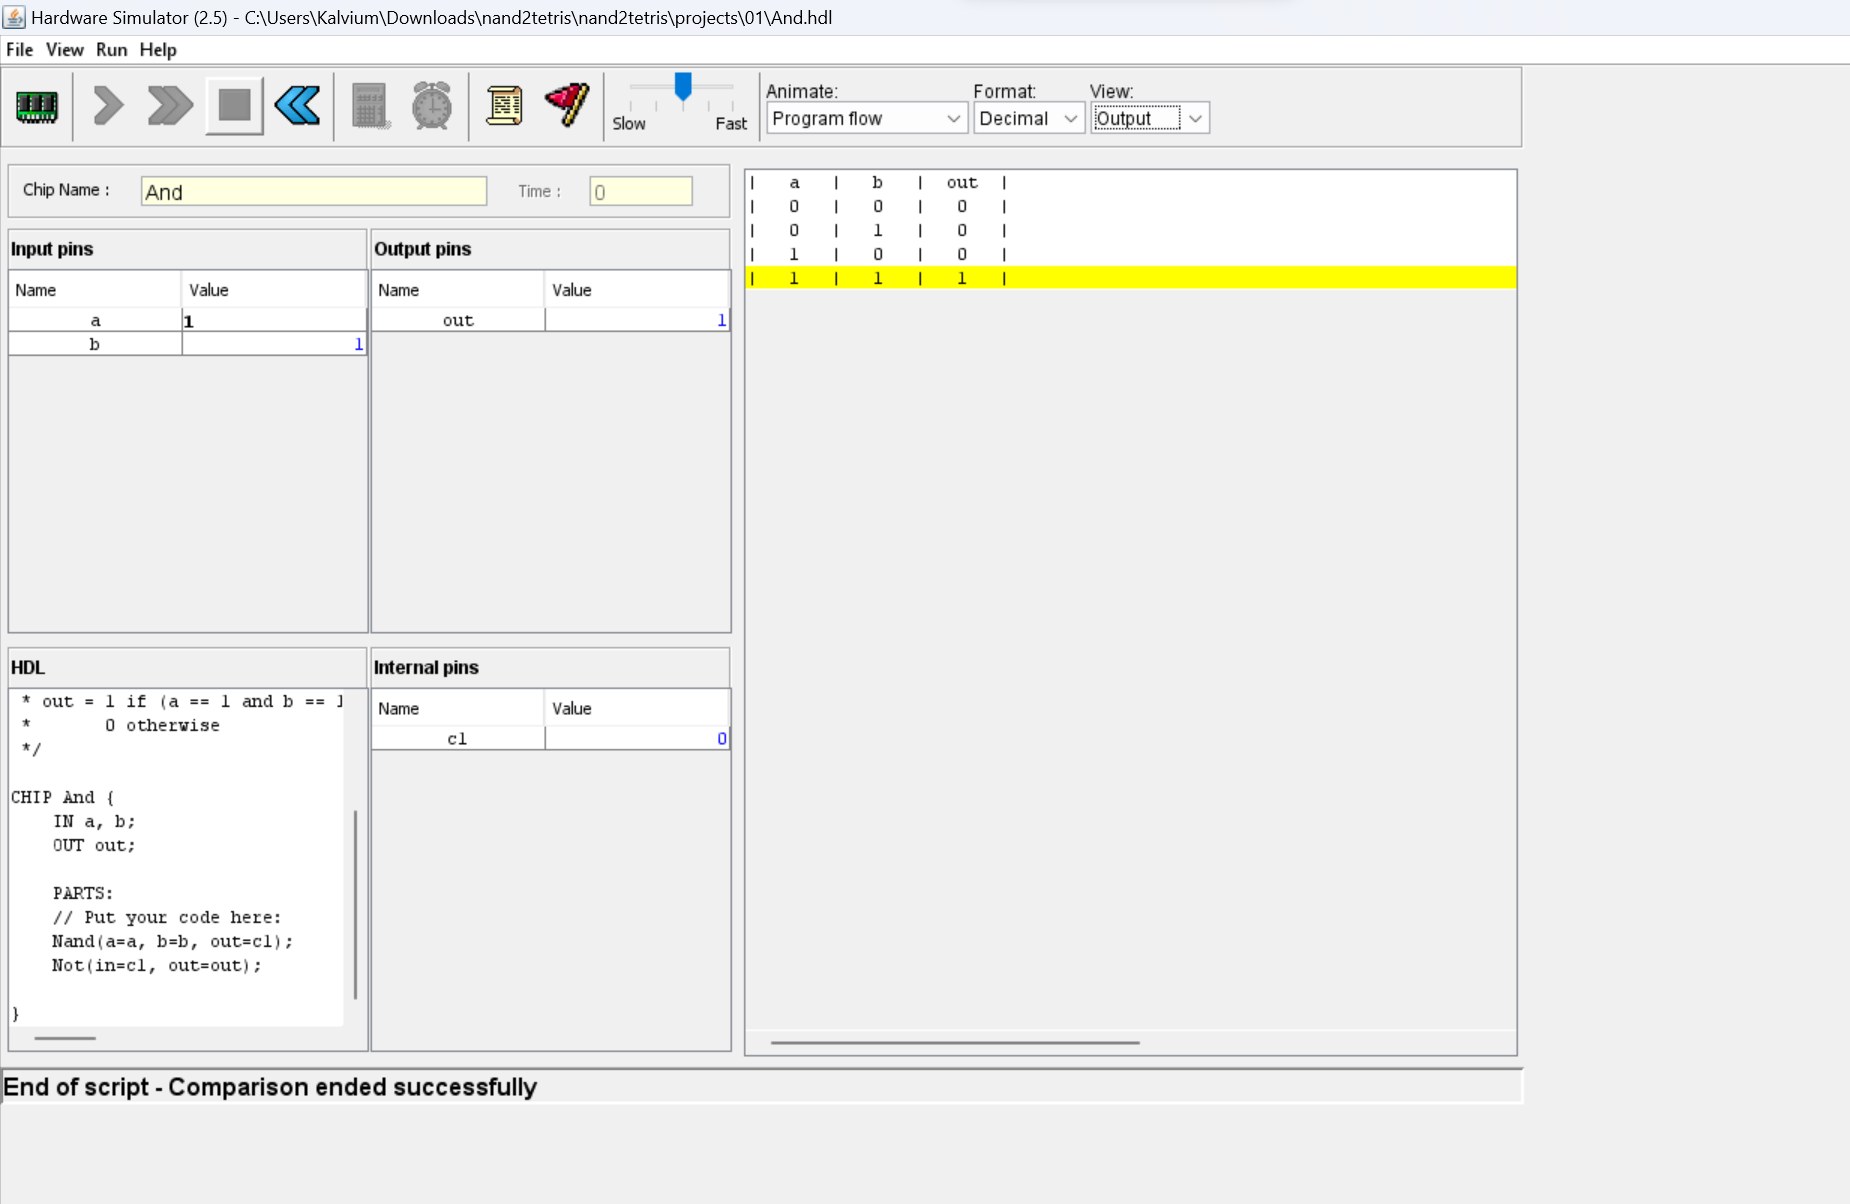 Hardware Simulator (2.5) - C:\Users\Kalvium\Downloads\nand2tetris\nand2tetris\projects\01\And.hdl
File View Run Help
Slow Fast
Animate: Format: View:
Program flow Decimal Output
Chip Name : And Time : 0
Input pins
Name Value
a 1
b 1
Output pins
Name Value
out 1
| a | b | out |
| 0 | 0 | 0 |
| 0 | 1 | 0 |
| 1 | 0 | 0 |
| 1 | 1 | 1 |
HDL
* out = 1 if (a == 1 and b == 1
* 0 otherwise
*/
CHIP And {
IN a, b;
OUT out;
PARTS:
// Put your code here:
Nand(a=a, b=b, out=c1);
Not(in=c1, out=out);
}
Internal pins
Name Value
c1 0
End of script - Comparison ended successfully